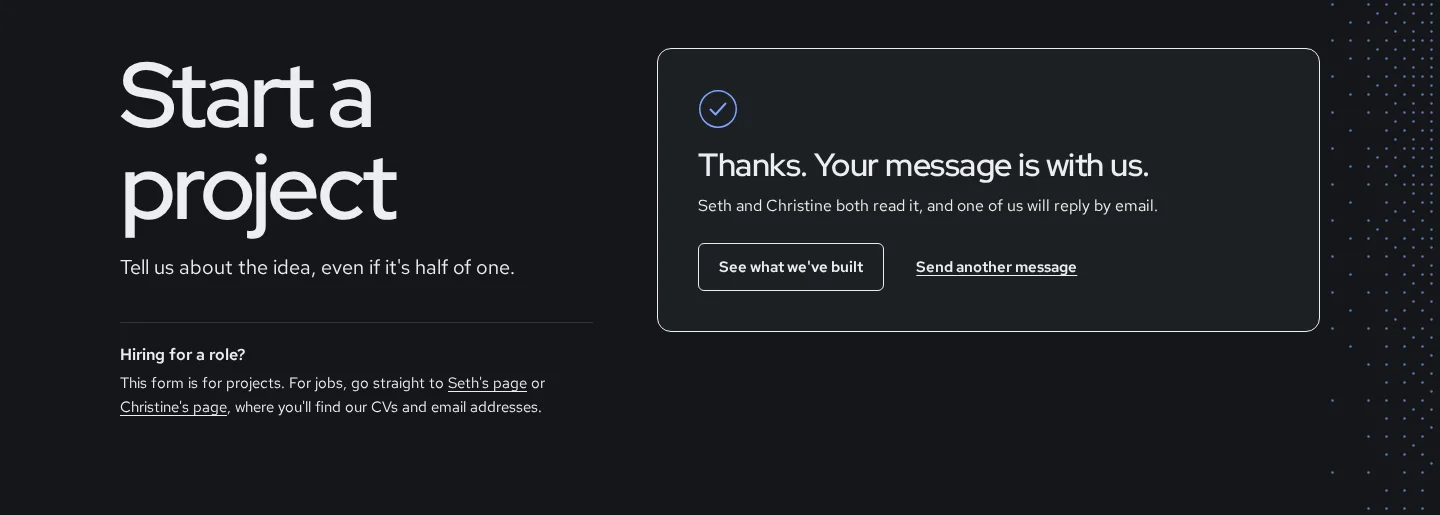 Start a
project
Tell us about the idea, even if it's half of one.
Hiring for a role?
This form is for projects. For jobs, go straight to Seth's page or
Christine's page, where you'll find our CVs and email addresses.
Thanks. Your message is with us.
Seth and Christine both read it, and one of us will reply by email.
See what we've built
Send another message